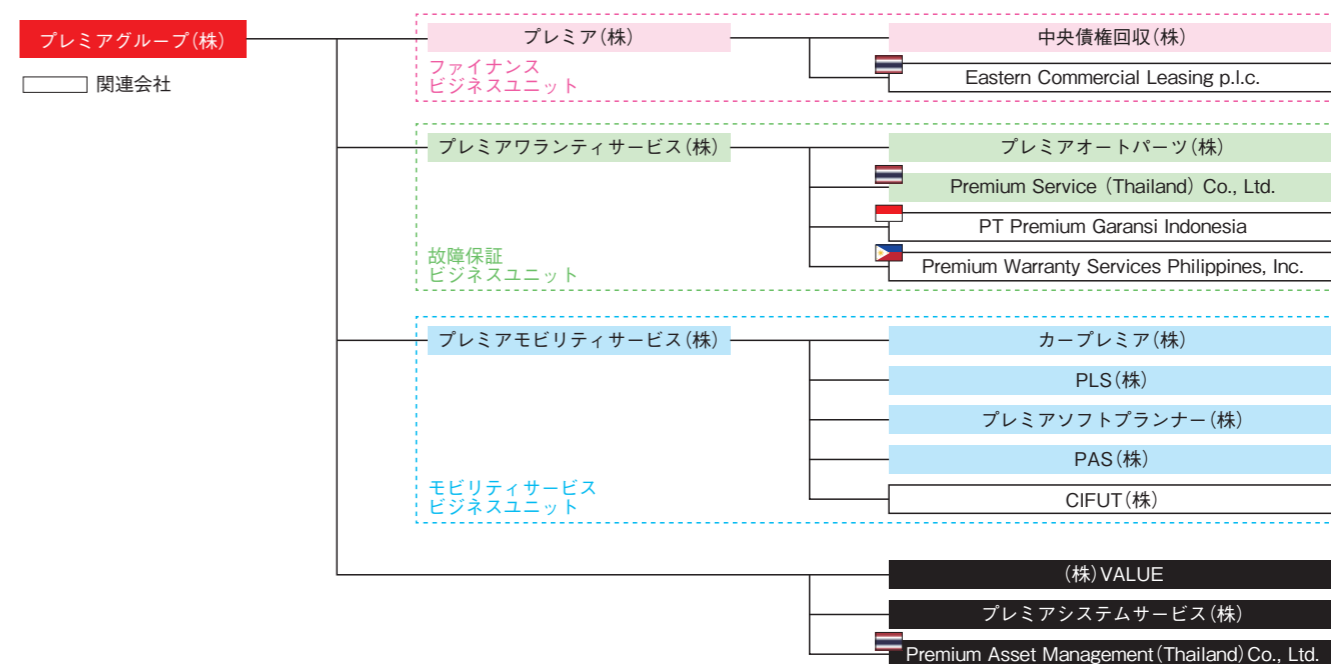 プレミアグループ(株)
関連会社
プレミア(株)
ファイナンス
ビジネスユニット
中央債権回収(株)
Eastern Commercial Leasing p.l.c.
プレミアワランティサービス(株)
故障保証
ビジネスユニット
プレミアオートパーツ(株)
Premium Service (Thailand) Co., Ltd.
PT Premium Garansi Indonesia
Premium Warranty Services Philippines, Inc.
プレミアモビリティサービス(株)
モビリティサービス
ビジネスユニット
カープレミア(株)
PLS(株)
プレミアソフトプランナー(株)
PAS(株)
CIFUT(株)
(株)VALUE
プレミアシステムサービス(株)
Premium Asset Management(Thailand)Co., Ltd.